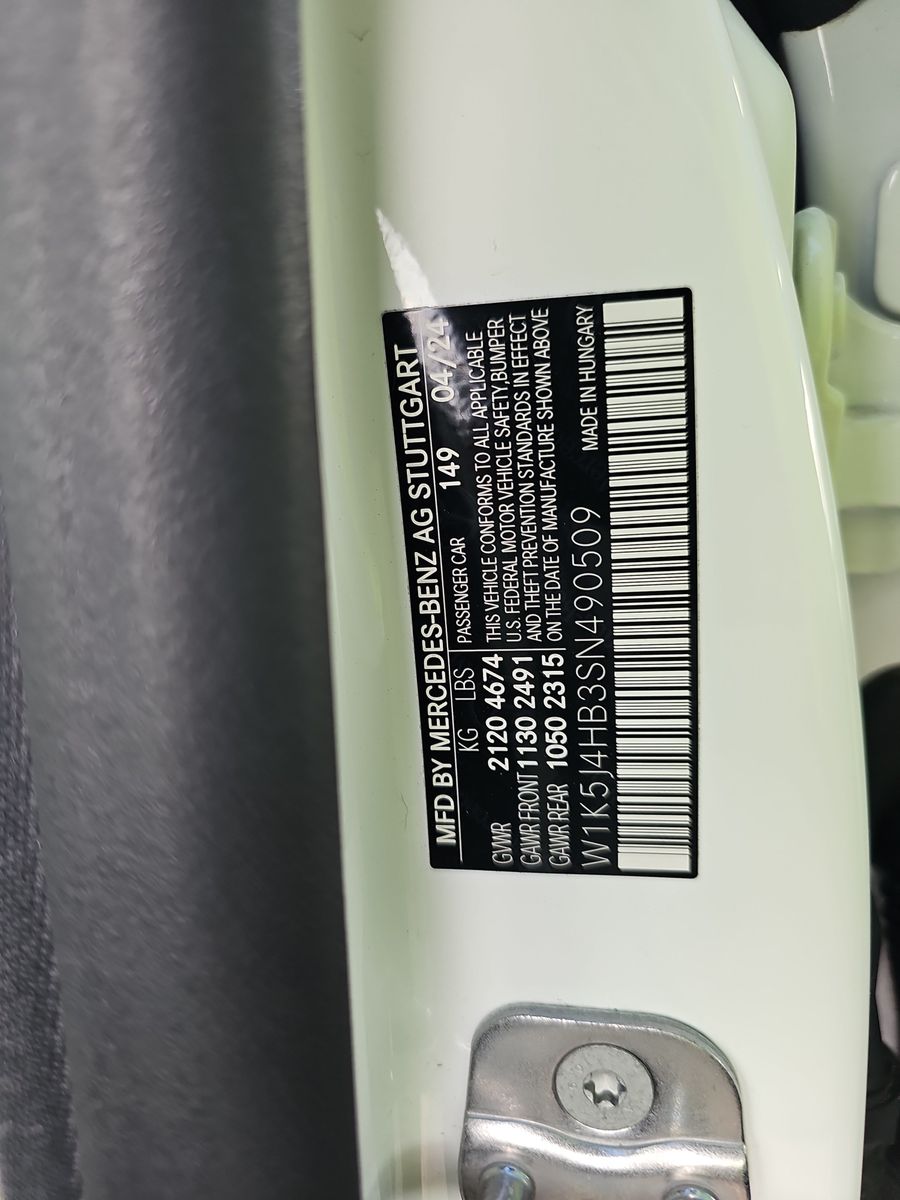 MFD BY MERCEDES-BENZ AG STUTTGART
KG LBS PASSENGER CAR 149 04/24
GVWR 2120 4674 THIS VEHICLE CONFORMS TO ALL APPLICABLE
U.S. FEDERAL MOTOR VEHICLE SAFETY,BUMPER
GAWR FRONT 1130 2491 AND THEFT PREVENTION STANDARDS IN EFFECT
GAWR REAR 1050 2315 ON THE DATE OF MANUFACTURE SHOWN ABOVE
W1K5J4HB3SN490509 MADE IN HUNGARY